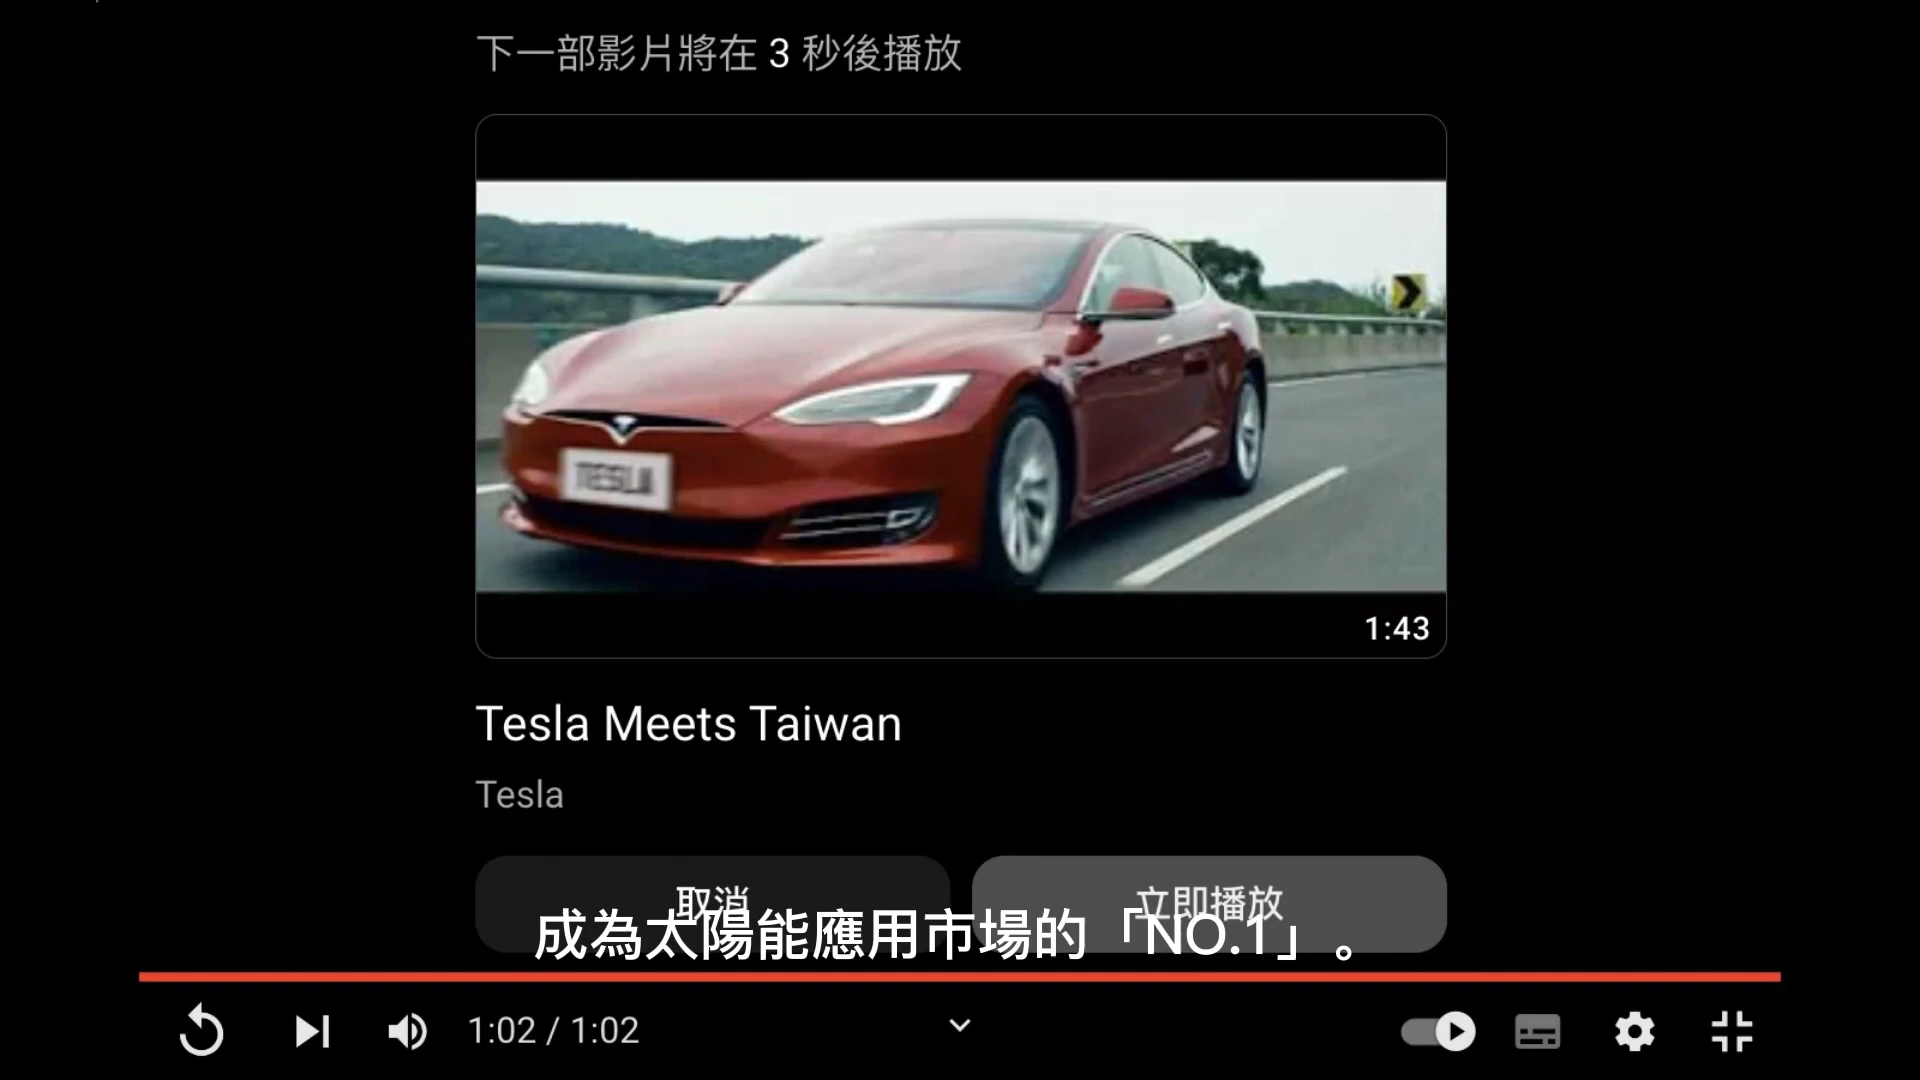 下一部影片將在 3 秒後播放
TESLA
1:43
Tesla Meets Taiwan
Tesla
取消
立即播放
成為太陽能應用市場的「NO.1」。
1:02 / 1:02